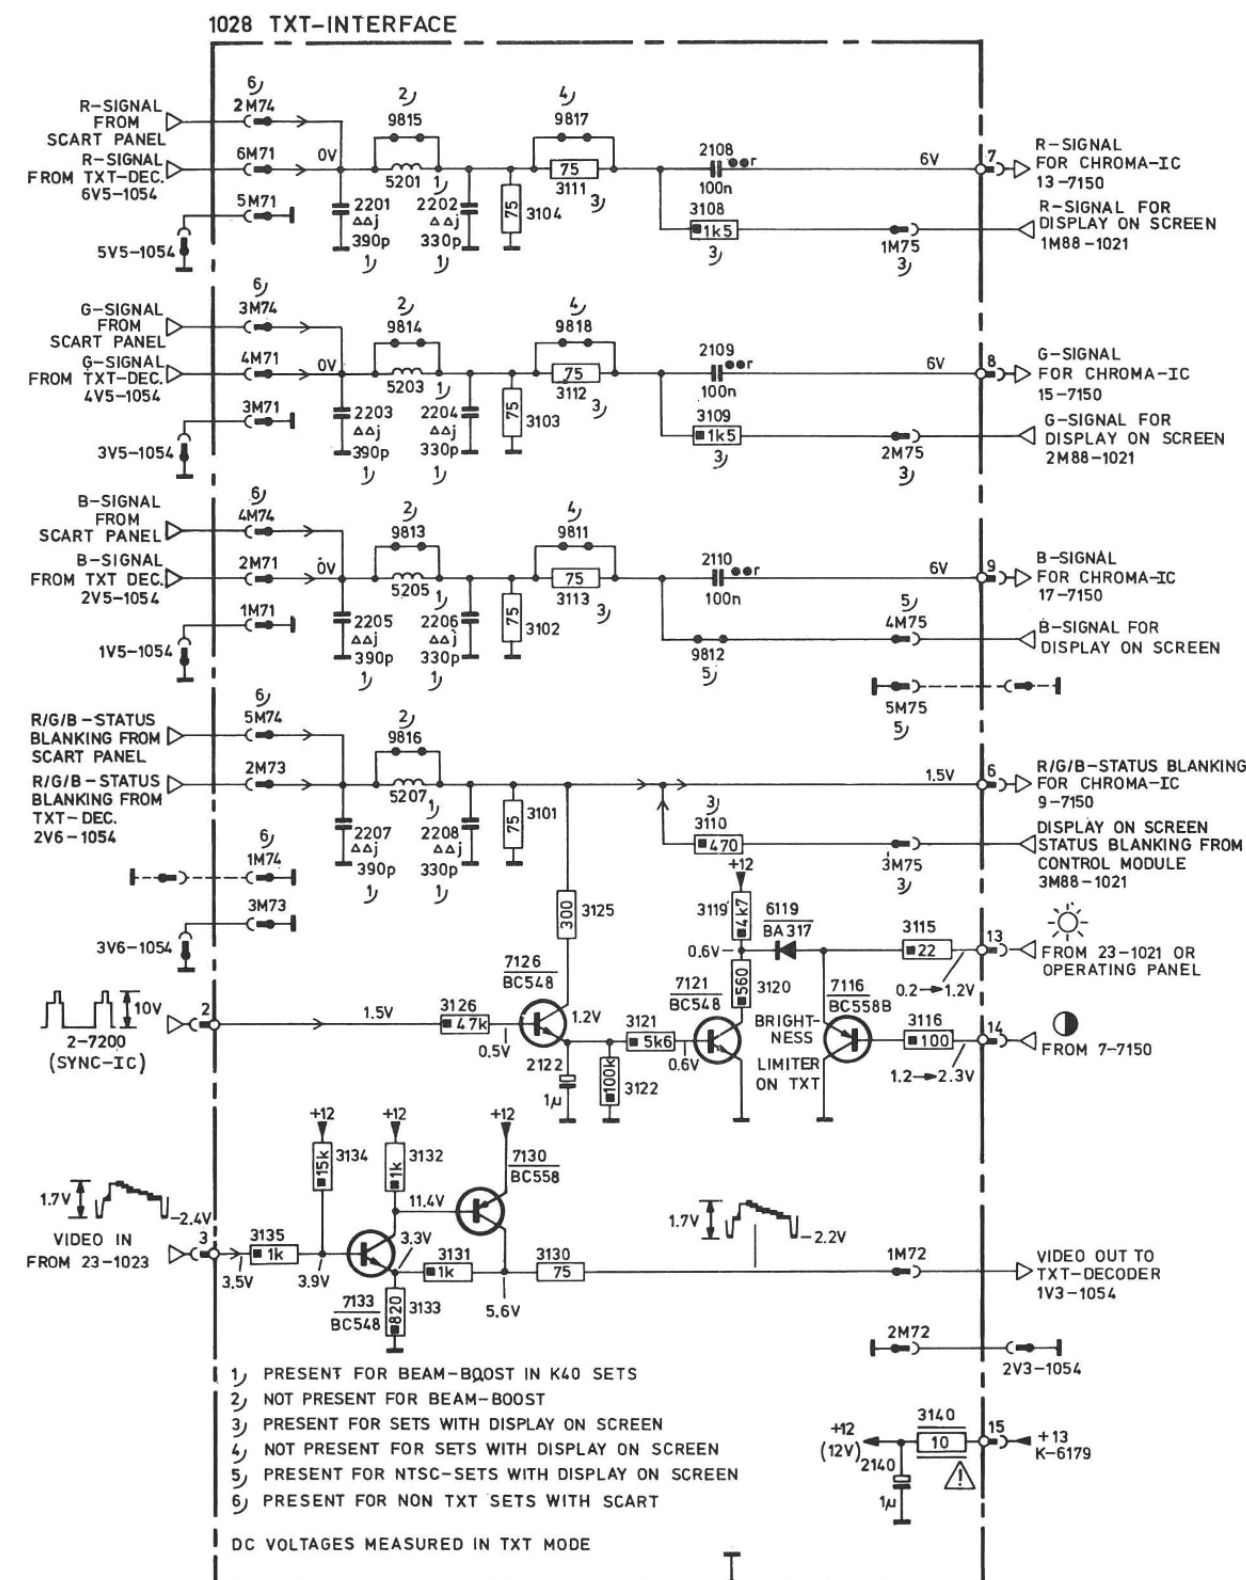 1028 TXT-INTERFACE
R-SIGNAL
FROM
SCART PANEL
6)
2M74
R-SIGNAL
FROM TXT-DEC.
6V5-1054
6M71
0V
2)
9815
5201
1)
4)
9817
75
3111
3)
2108
r
100n
6V
7
R-SIGNAL
FOR CHROMA-IC
13-7150
5M71
5V5-1054
2201
ΔΔj
390p
1)
2202
ΔΔj
330p
1)
75
3104
3108
1k5
3)
1M75
3)
R-SIGNAL FOR
DISPLAY ON SCREEN
1M88-1021
G-SIGNAL
FROM
SCART PANEL
6)
3M74
G-SIGNAL
FROM TXT-DEC.
4V5-1054
4M71
0V
2)
9814
5203
1)
4)
9818
75
3112
3)
2109
r
100n
6V
8
G-SIGNAL
FOR CHROMA-IC
15-7150
3M71
3V5-1054
2203
ΔΔj
390p
1)
2204
ΔΔj
330p
1)
75
3103
3109
1k5
3)
2M75
3)
G-SIGNAL FOR
DISPLAY ON SCREEN
2M88-1021
B-SIGNAL
FROM
SCART PANEL
6)
4M74
B-SIGNAL
FROM TXT DEC.
2V5-1054
2M71
0V
2)
9813
5205
1)
4)
9811
75
3113
3)
2110
r
100n
6V
9
B-SIGNAL
FOR CHROMA-IC
17-7150
1M71
1V5-1054
2205
ΔΔj
390p
1)
2206
ΔΔj
330p
1)
75
3102
9812
5)
5)
4M75
B-SIGNAL FOR
DISPLAY ON SCREEN
5M75
5)
R/G/B-STATUS
BLANKING FROM
SCART PANEL
6)
5M74
R/G/B-STATUS
BLANKING FROM
TXT-DEC.
2V6-1054
2M73
2)
9816
5207
1)
1.5V
6
R/G/B-STATUS BLANKING
FOR CHROMA-IC
9-7150
2207
ΔΔj
390p
1)
2208
ΔΔj
330p
1)
75
3101
3)
3110
470
3M75
3)
DISPLAY ON SCREEN
STATUS BLANKING FROM
CONTROL MODULE
3M88-1021
6)
1M74
3M73
3V6-1054
300
3125
+12
3119
4k7
6119
BA317
0.6V
3115
22
13
0.2→1.2V
FROM 23-1021 OR
OPERATING PANEL
10V
2
2-7200
(SYNC-IC)
1.5V
3126
47k
0.5V
7126
BC548
1.2V
2122
1µ
3121
5k6
0.6V
100k
3122
7121
BC548
560
3120
BRIGHT-
NESS
LIMITER
ON TXT
7116
BC558B
3116
100
14
1.2→2.3V
FROM 7-7150
+12
15k
3134
+12
1k
3132
+12
7130
BC558
11.4V
1.7V
2.4V
VIDEO IN
FROM 23-1023
3
3.5V
3135
1k
3.9V
3.3V
7133
BC548
820
3133
3131
1k
5.6V
3130
75
1.7V
2.2V
1M72
VIDEO OUT TO
TXT-DECODER
1V3-1054
2M72
2V3-1054
1) PRESENT FOR BEAM-BOOST IN K40 SETS
2) NOT PRESENT FOR BEAM-BOOST
3) PRESENT FOR SETS WITH DISPLAY ON SCREEN
4) NOT PRESENT FOR SETS WITH DISPLAY ON SCREEN
5) PRESENT FOR NTSC-SETS WITH DISPLAY ON SCREEN
6) PRESENT FOR NON TXT SETS WITH SCART
DC VOLTAGES MEASURED IN TXT MODE
+12
(12V)
2140
1µ
3140
10
15
+13
K-6179